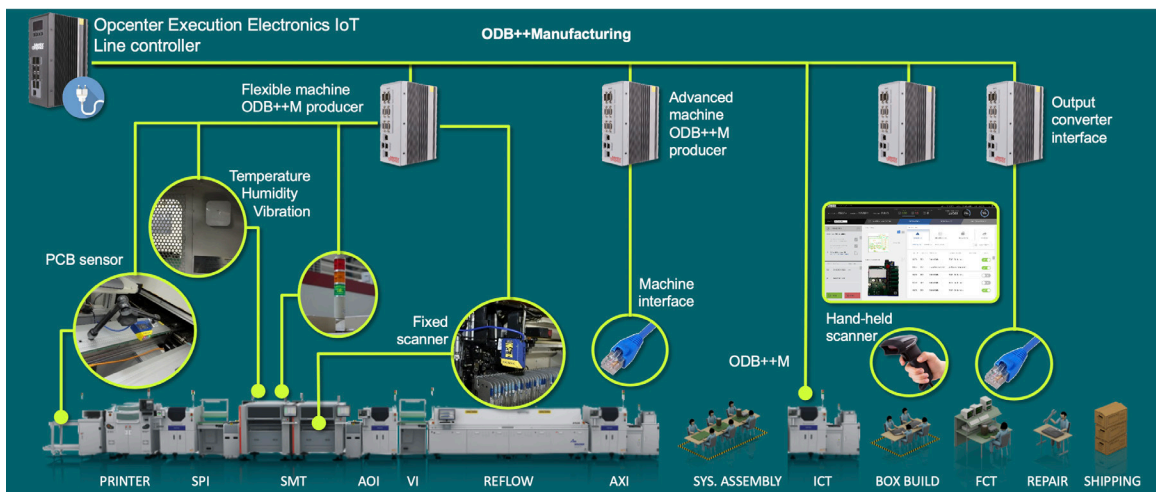 Opcenter Execution Electronics IoT
Line controller
ODB++Manufacturing
Flexible machine
ODB++M producer
Advanced
machine
ODB++M
producer
Output
converter
interface
Temperature
Humidity
Vibration
PCB sensor
Fixed
scanner
Machine
interface
Hand-held
scanner
ODB++M
PRINTER
SPI
SMT
AOI
VI
REFLOW
AXI
SYS. ASSEMBLY
ICT
BOX BUILD
FCT
REPAIR
SHIPPING